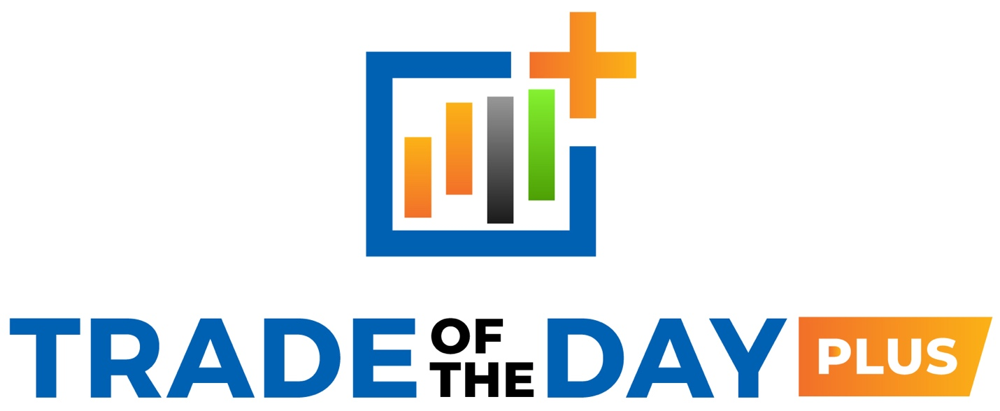 TRADE OF THE DAY PLUS